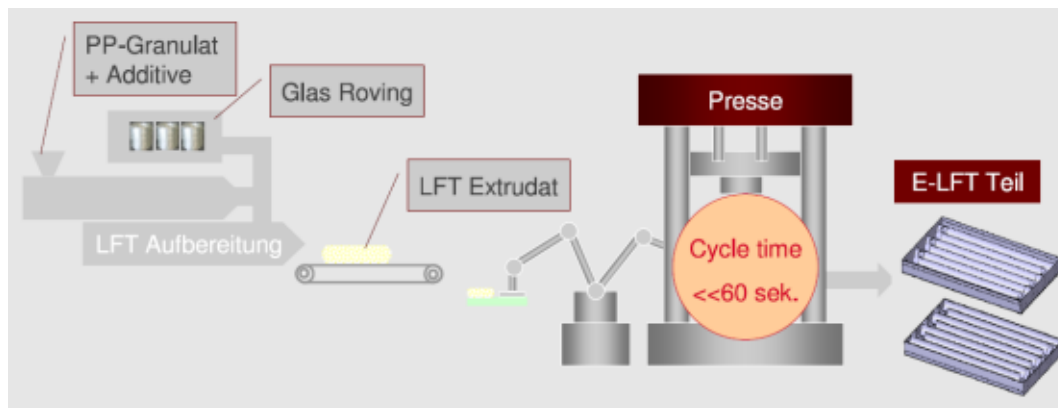 PP-Granulat
+ Additive
Glas Roving
LFT Aufbereitung
LFT Extrudat
Presse
Cycle time
<<60 sek.
E-LFT Teil